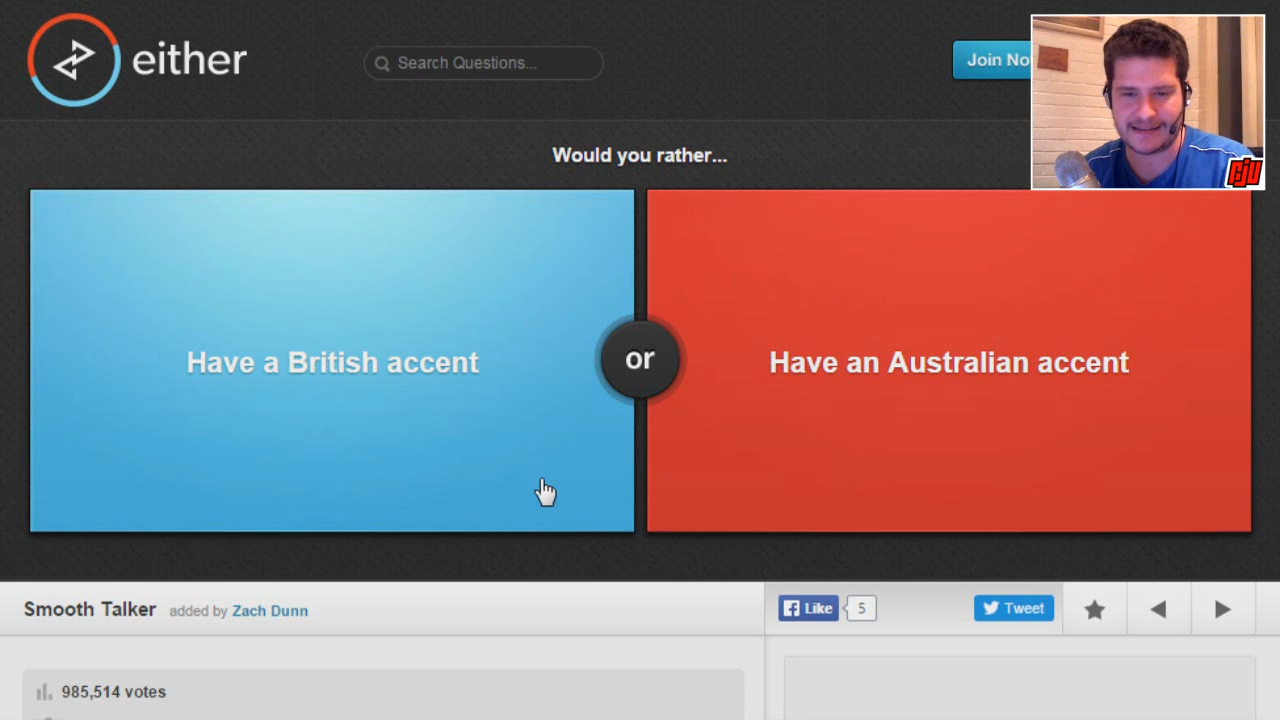 either
Search Questions...
Join No
Would you rather...
Have a British accent
or
Have an Australian accent
Smooth Talker added by Zach Dunn
Like 5
Tweet
985,514 votes